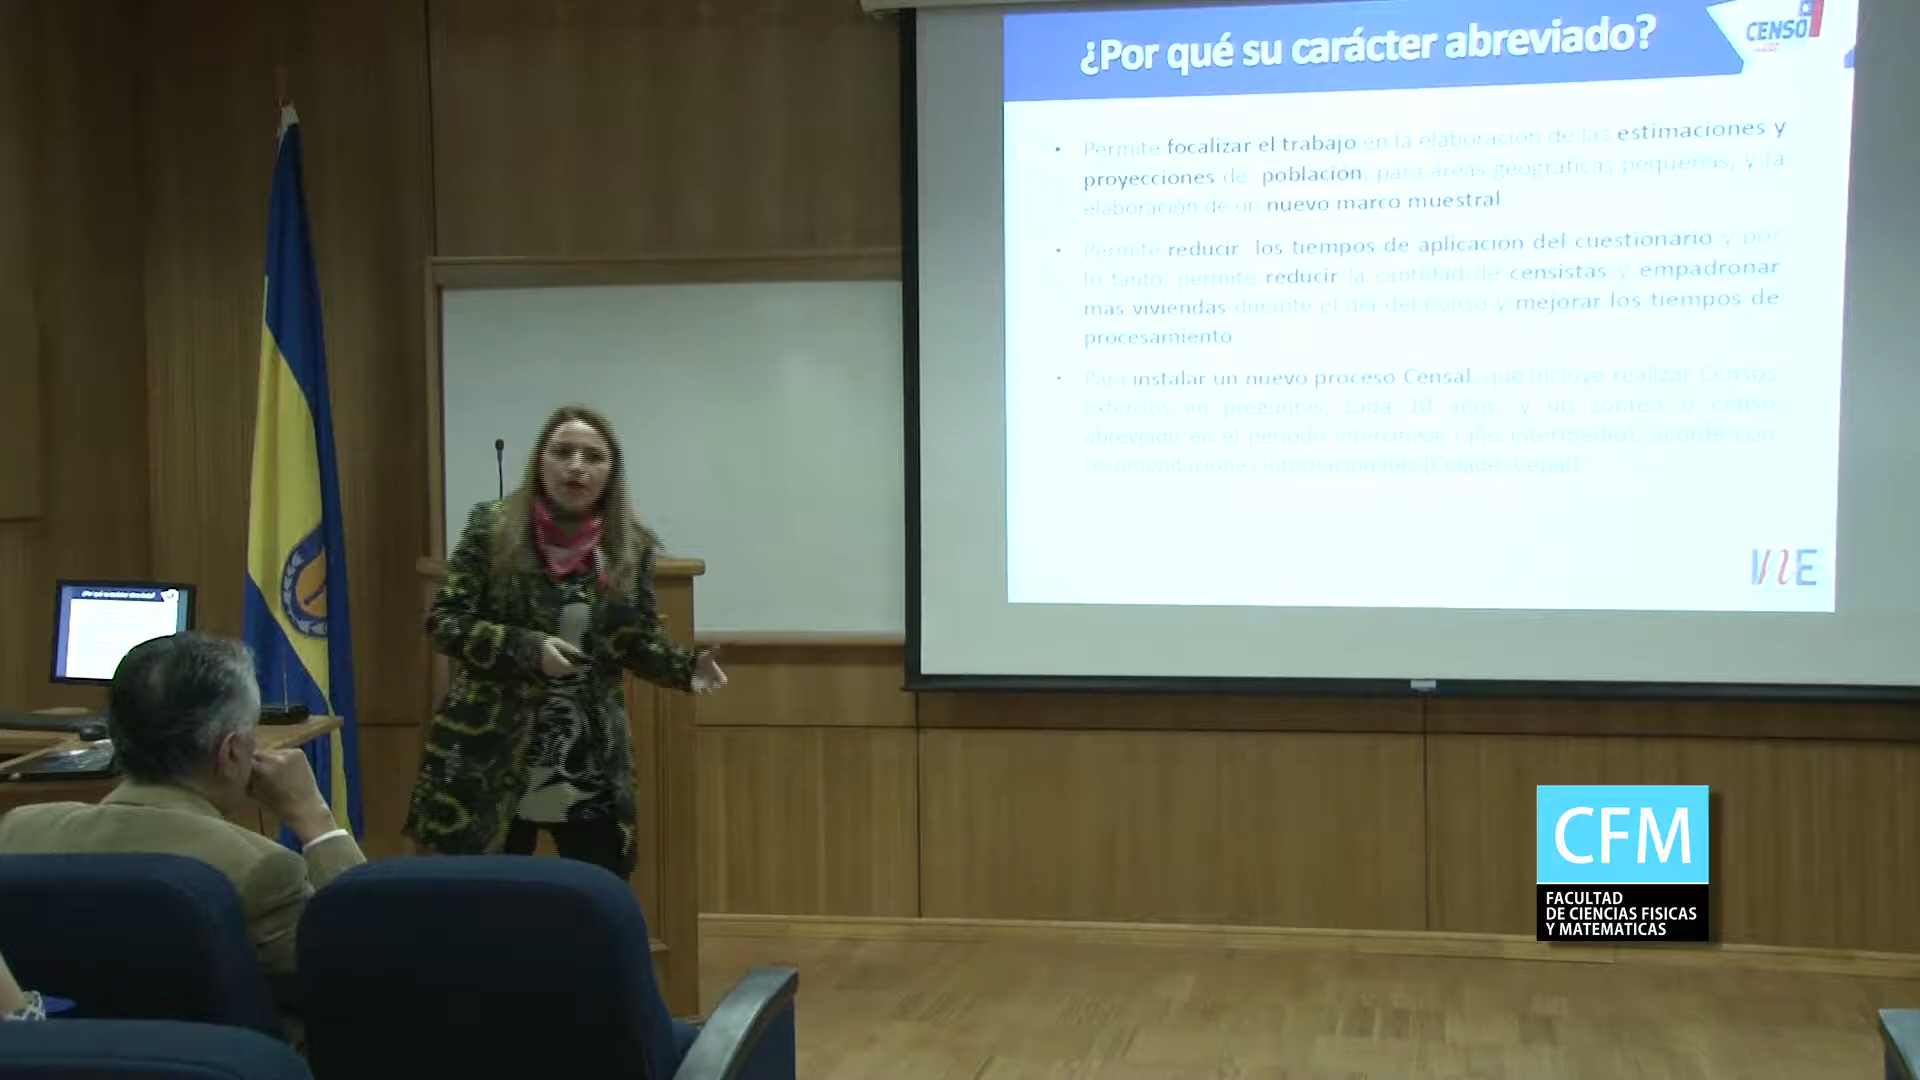 ¿Por qué su carácter abreviado?
CENSO
• Permite focalizar el trabajo en la elaboración de las estimaciones y
proyecciones de población, para áreas geográficas pequeñas, y la
elaboración de un nuevo marco muestral
• Permite reducir los tiempos de aplicación del cuestionario y por
lo tanto, permite reducir la cantidad de censistas y empadronar
mas viviendas durante el día del Censo y mejorar los tiempos de
procesamiento
• Para instalar un nuevo proceso Censal, que incluye realizar Censos
extensos en preguntas, cada 10 años, y un conteo o censo
abreviado en el periodo intercensal (año intermedio), acorde con
recomendaciones internacionales (Celade, Cepal)
INE
¿Por qué su carácter abreviado?
CFM
FACULTAD
DE CIENCIAS FISICAS
Y MATEMATICAS